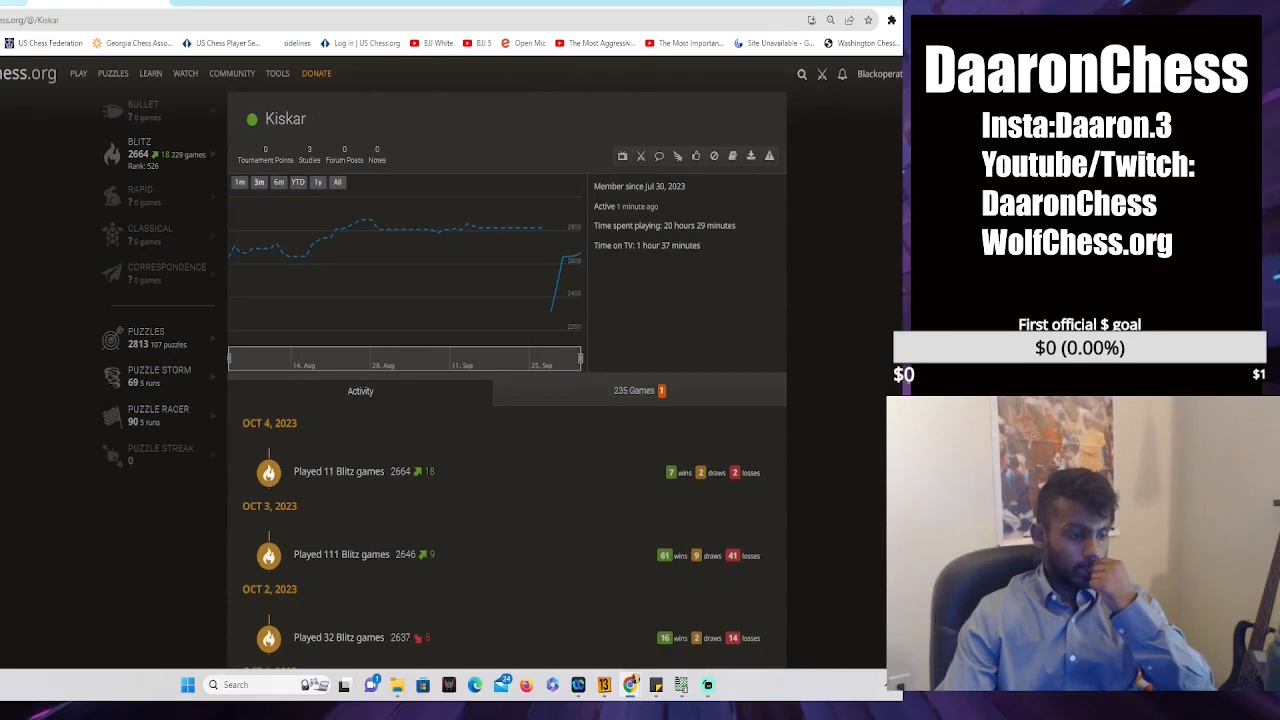 ess.org/@/Kiskar
US Chess Federation
Georgia Chess Asso...
US Chess Player Se...
sidelines
Log in | US Chess.org
BJJ White
BJJ 5
Open Mic
The Most Aggressiv...
The Most Importan...
Site Unavailable - G...
Washington Chess...
hess.org
PLAY
PUZZLES
LEARN
WATCH
COMMUNITY
TOOLS
DONATE
Blackoperat
BULLET
? 0 games
BLITZ
2664 18 229 games
Rank: 526
RAPID
? 0 games
CLASSICAL
? 0 games
CORRESPONDENCE
? 0 games
PUZZLES
2813 107 puzzles
PUZZLE STORM
69 5 runs
PUZZLE RACER
90 5 runs
PUZZLE STREAK
0
Kiskar
0 3 0 0
Tournament Points Studies Forum Posts Notes
1m 3m 6m YTD 1y All
2800
2600
2400
2200
14. Aug 28. Aug 11. Sep 25. Sep
Member since Jul 30, 2023
Active 1 minute ago
Time spent playing: 20 hours 29 minutes
Time on TV: 1 hour 37 minutes
Activity
235 Games 1
OCT 4, 2023
Played 11 Blitz games 2664 18
7 wins 2 draws 2 losses
OCT 3, 2023
Played 111 Blitz games 2646 9
61 wins 9 draws 41 losses
OCT 2, 2023
Played 32 Blitz games 2637 5
16 wins 2 draws 14 losses
Search
24
13
DaaronChess
Insta:Daaron.3
Youtube/Twitch:
DaaronChess
WolfChess.org
First official $ goal
$0 (0.00%)
$0
$1